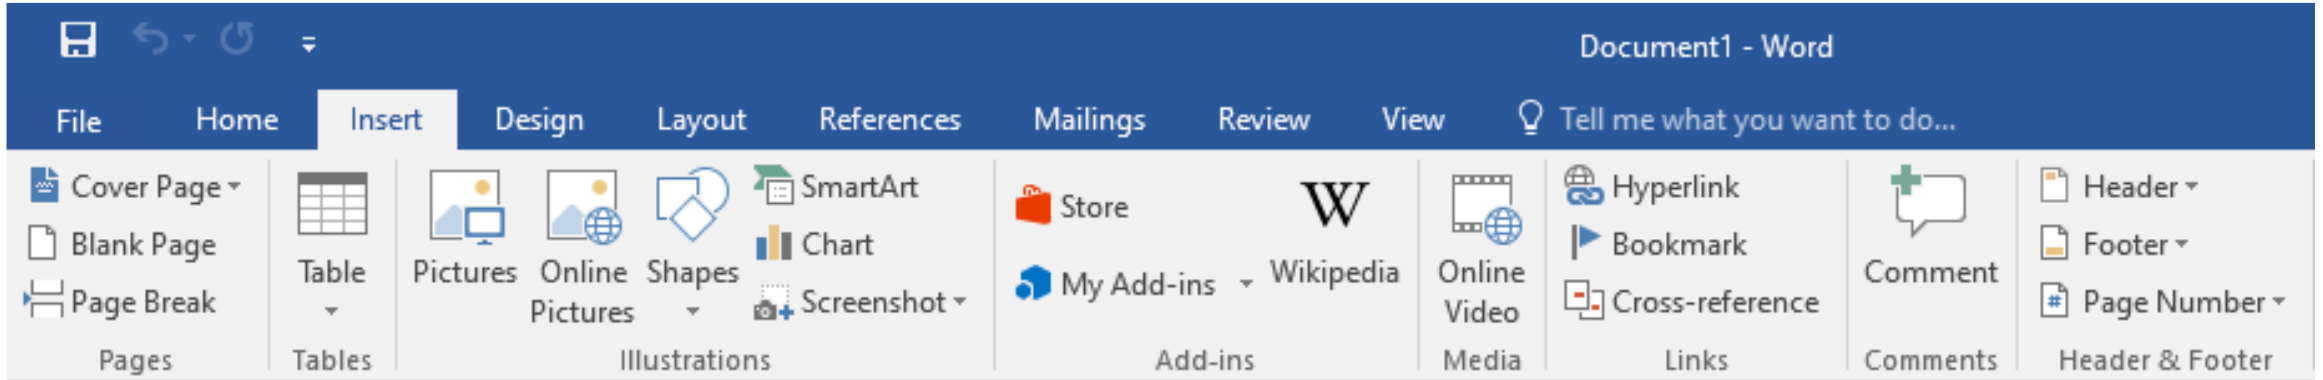 Document1 - Word
File Home Insert Design Layout References Mailings Review View Tell me what you want to do...
Cover Page
Blank Page
Page Break
Pages
Table
Tables
Pictures
Online
Pictures
Shapes
SmartArt
Chart
Screenshot
Illustrations
Store
My Add-ins
W
Wikipedia
Add-ins
Online
Video
Media
Hyperlink
Bookmark
Cross-reference
Links
Comment
Comments
Header
Footer
# Page Number
Header & Footer